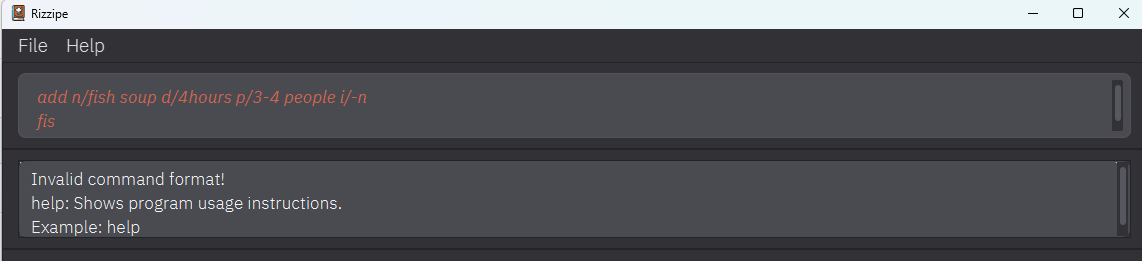 Rizzipe
File Help
add n/fish soup d/4hours p/3-4 people i/-n
fis
Invalid command format!
help: Shows program usage instructions.
Example: help